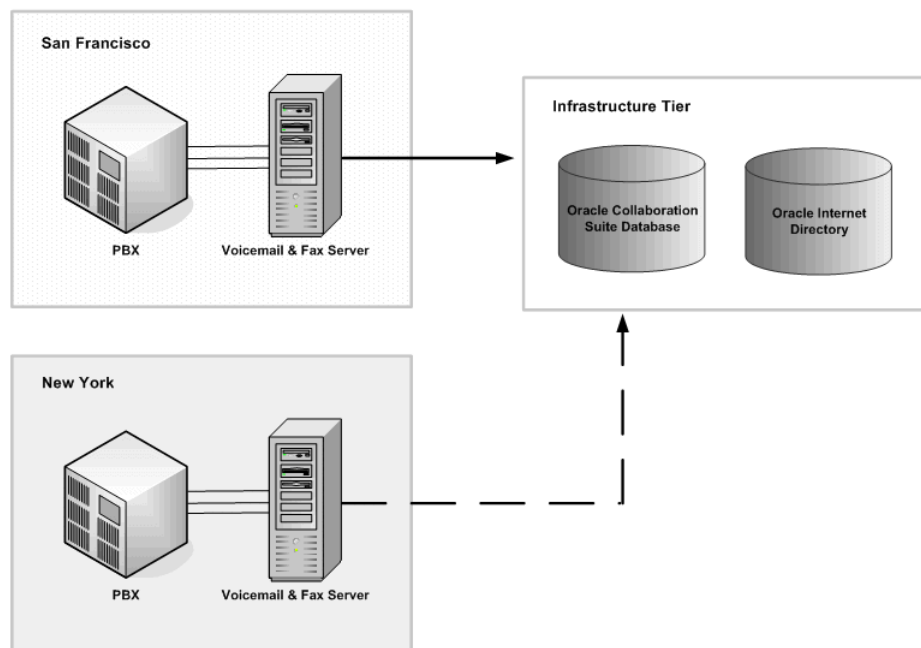 San Francisco
PBX
Voicemail & Fax Server
Infrastructure Tier
Oracle Collaboration
Suite Database
Oracle Internet
Directory
New York
PBX
Voicemail & Fax Server